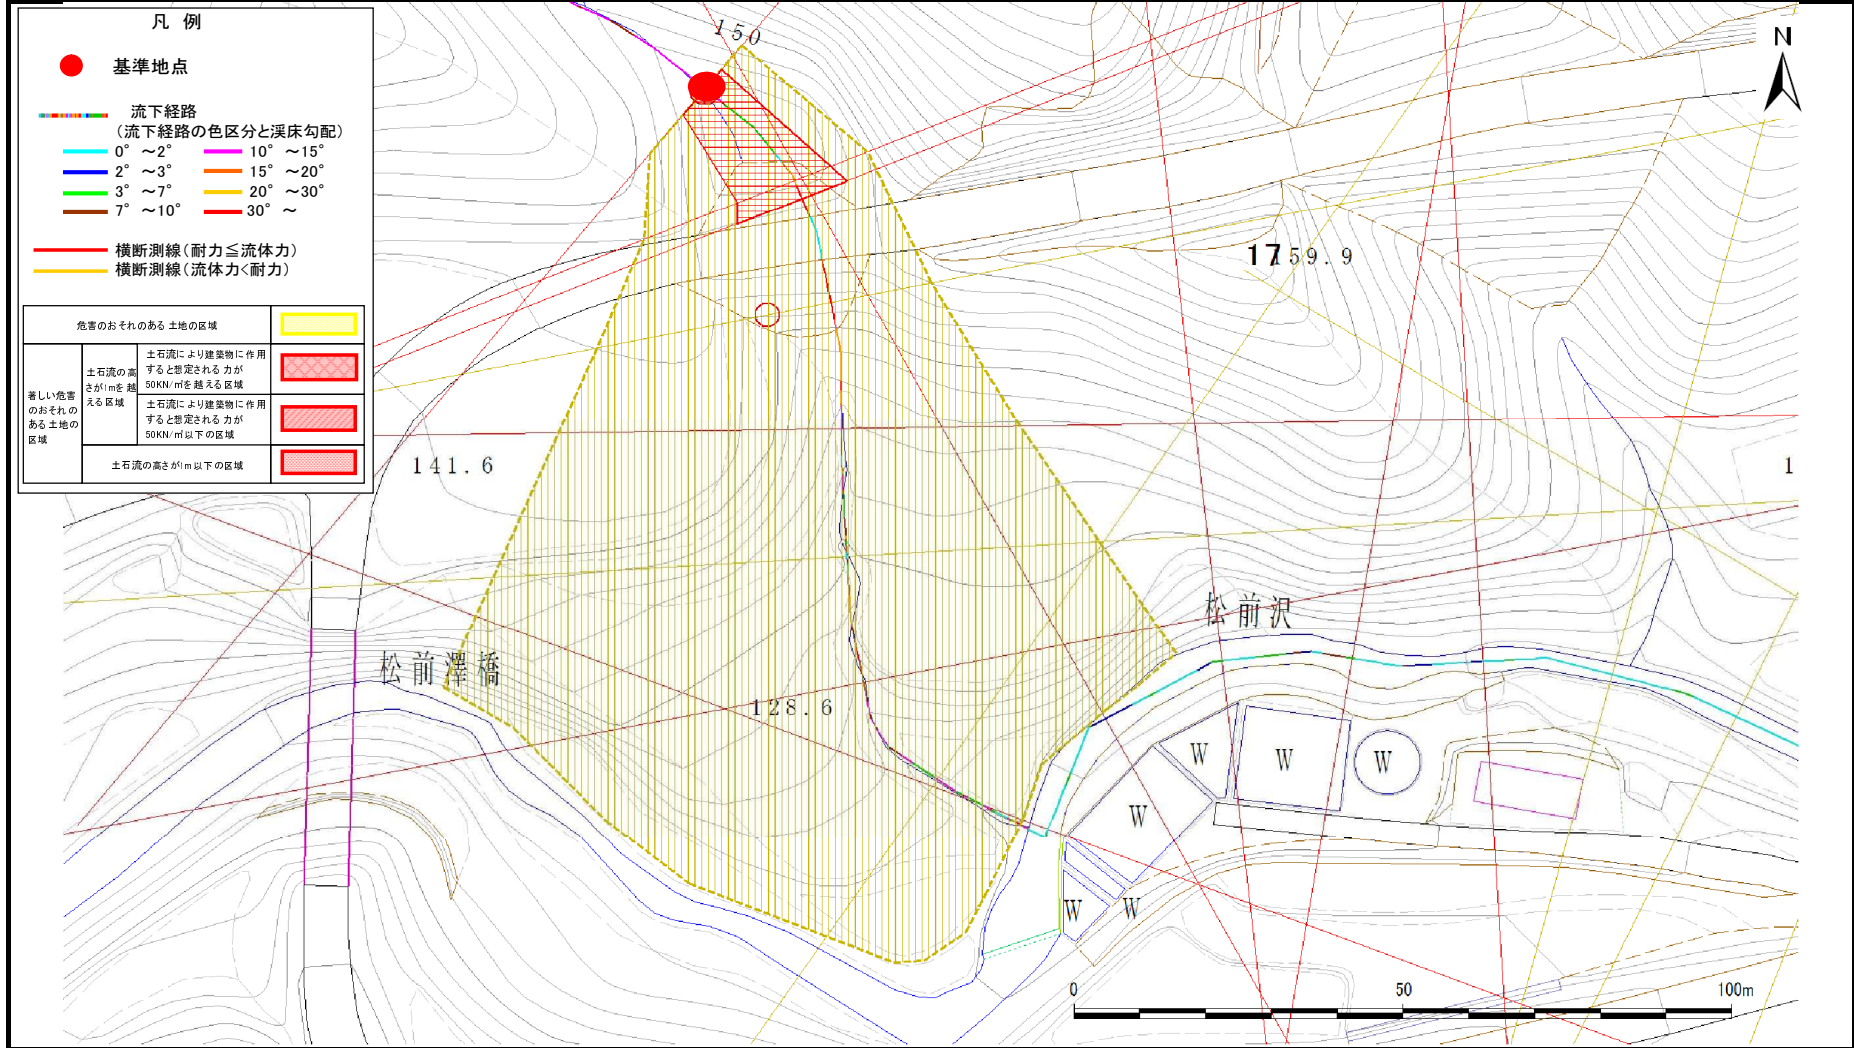 凡 例
基準地点
流下経路
(流下経路の色区分と渓床勾配)
0° ～2° 10° ～15°
2° ～3° 15° ～20°
3° ～7° 20° ～30°
7° ～10° 30° ～
横断測線(耐力≦流体力)
横断測線(流体力<耐力)
危害のおそれのある土地の区域
著しい危害
のおそれの
ある土地の
区域
土石流の高
さが1mを越
える区域
土石流により建築物に作用
すると想定される力が
50KN/㎡を越える区域
土石流により建築物に作用
すると想定される力が
50KN/㎡以下の区域
土石流の高さが1m以下の区域
150
N
17
59.9
141.6
1
松前沢
松前澤橋
128.6
W
W
W
W
W
W
0 50 100m